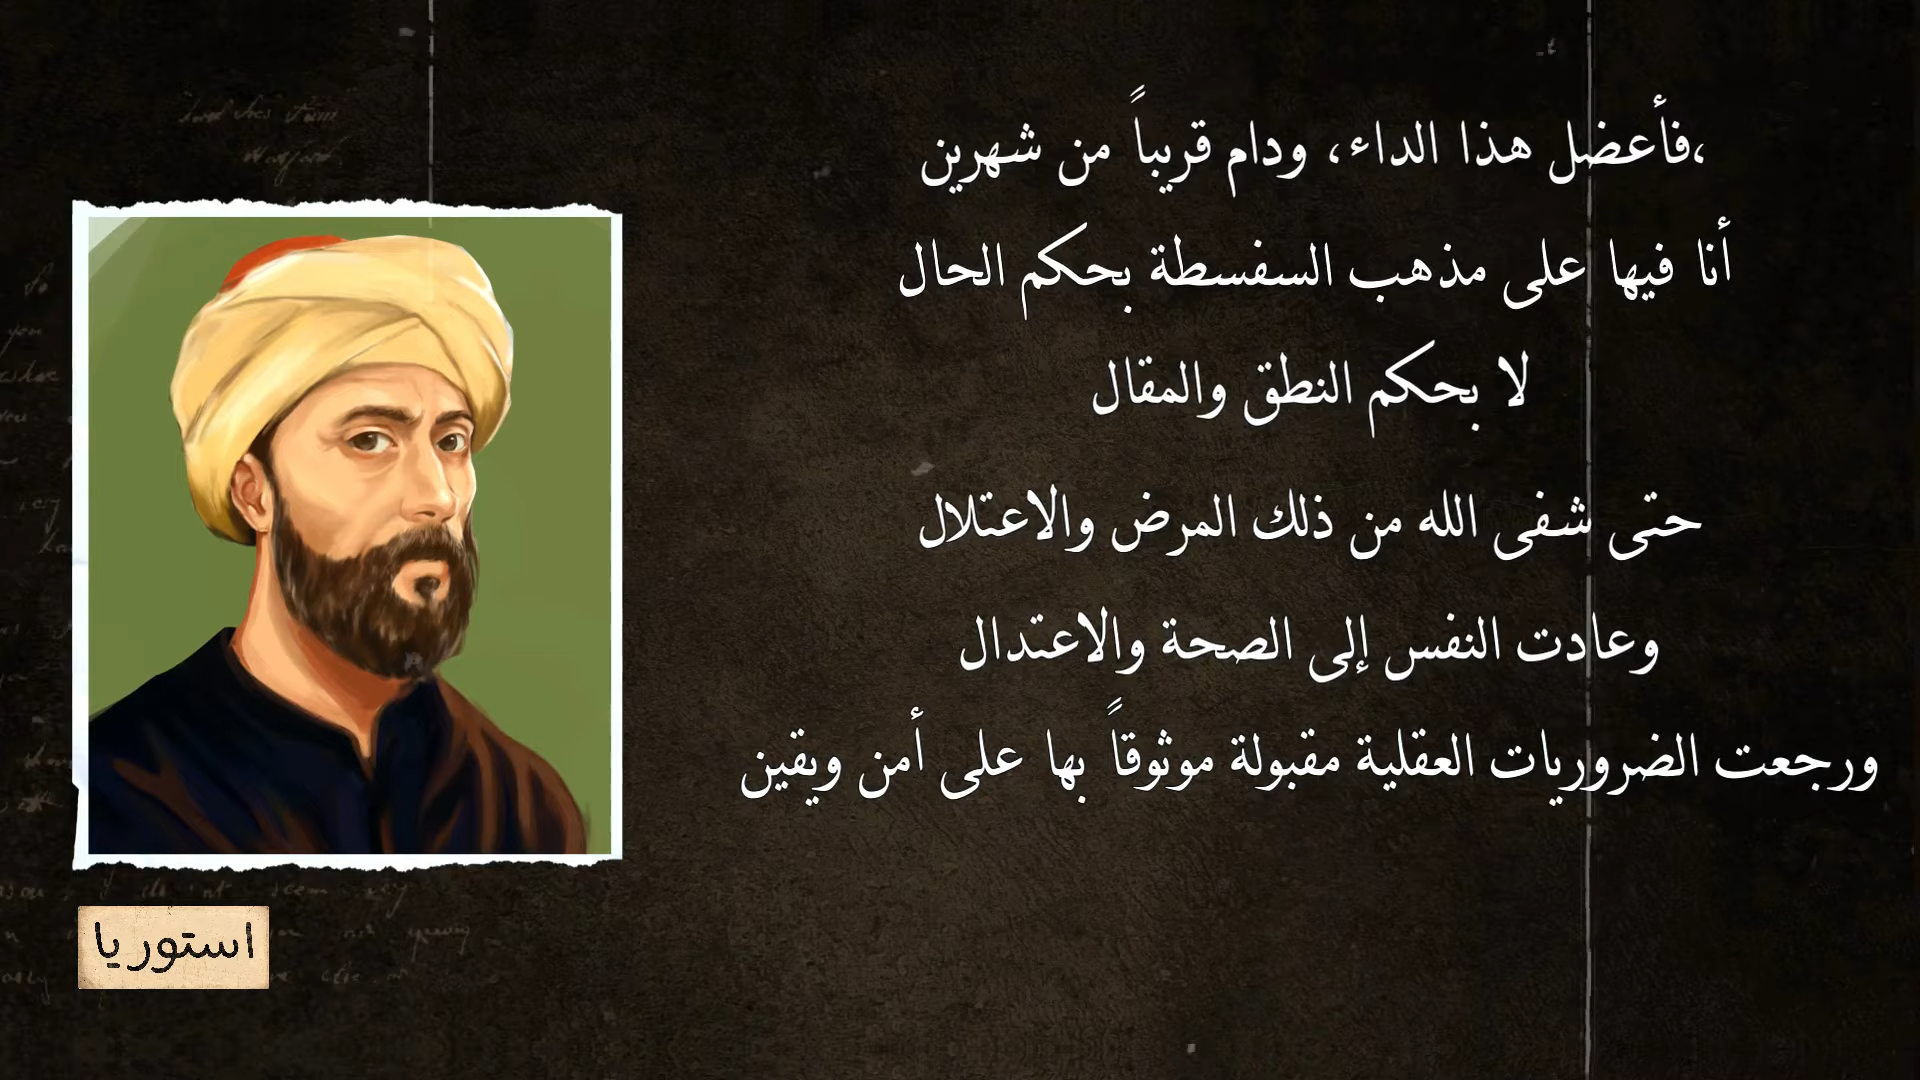 فأعضل هذا الداء، ودام قريباً من شهرين،
أنا فيها على مذهب السفسطة بحكم الحال
لا بحكم النطق والمقال
حتى شفى الله من ذلك المرض والاعتلال
وعادت النفس إلى الصحة والاعتدال
ورجعت الضروريات العقلية مقبولة موثوقاً بها على أمن ويقين
استوريا